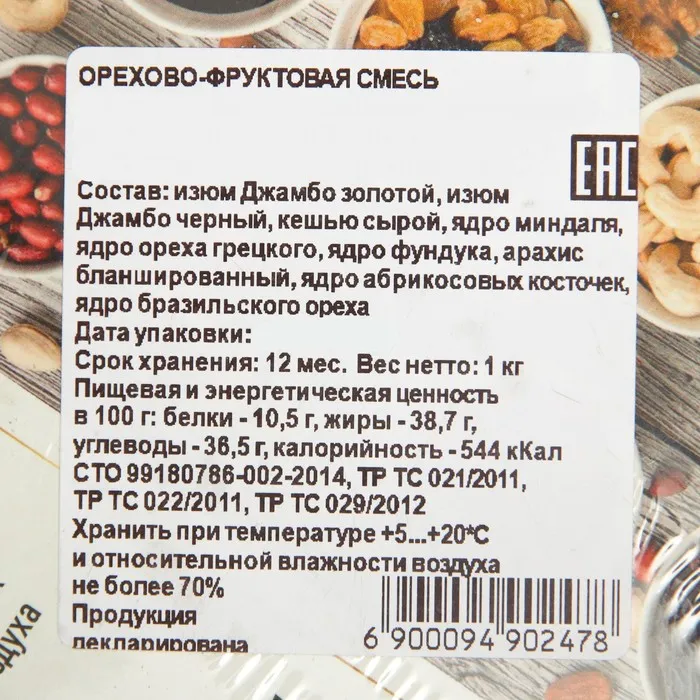 ОРЕХОВО-ФРУКТОВАЯ СМЕСЬ
EAC
Состав: изюм Джамбо золотой, изюм
Джамбо черный, кешью сырой, ядро миндаля,
ядро ореха грецкого, ядро фундука, арахис
бланшированный, ядро абрикосовых косточек,
ядро бразильского ореха
Дата упаковки:
Срок хранения: 12 мес. Вес нетто: 1 кг
Пищевая и энергетическая ценность
в 100 г: белки - 10,5 г, жиры - 38,7 г,
углеводы - 36,5 г, калорийность - 544 кКал
СТО 99180786-002-2014, ТР ТС 021/2011,
ТР ТС 022/2011, ТР ТС 029/2012
Хранить при температуре +5...+20*С
и относительной влажности воздуха
не более 70%
Продукция
декларирована
6 900094 902478